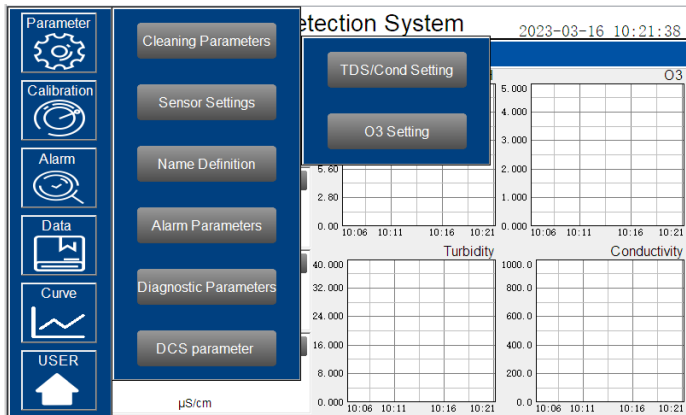 Parameter
Calibration
Alarm
Data
Curve
USER
Cleaning Parameters
Sensor Settings
Name Definition
Alarm Parameters
Diagnostic Parameters
DCS parameter
TDS/Cond Setting
O3 Setting
etection System
2023-03-16 10:21:38
5.60
2.80
0.00
10:06 10:11 10:16 10:21
O3
5.000
4.000
3.000
2.000
1.000
0.000
10:06 10:11 10:16 10:21
Turbidity
40.000
32.000
24.000
16.000
8.000
0.000
10:06 10:11 10:16 10:21
Conductivity
1000.0
800.0
600.0
400.0
200.0
0.0
10:06 10:11 10:16 10:21
μS/cm